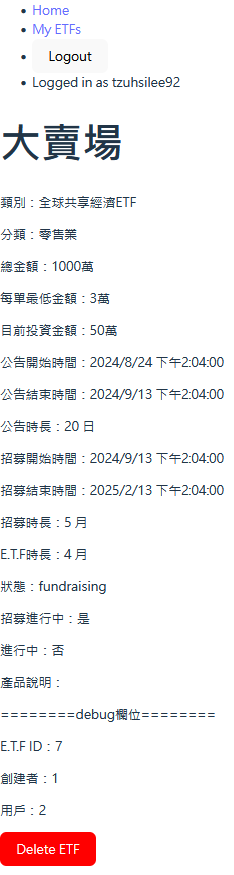 Home
My ETFs
Logout
Logged in as tzuhsilee92
大賣場
類別：全球共享經濟ETF
分類：零售業
總金額：1000萬
每單最低金額：3萬
目前投資金額：50萬
公告開始時間：2024/8/24 下午2:04:00
公告結束時間：2024/9/13 下午2:04:00
公告時長：20 日
招募開始時間：2024/9/13 下午2:04:00
招募結束時間：2025/2/13 下午2:04:00
招募時長：5 月
E.T.F時長：4 月
狀態：fundraising
招募進行中：是
進行中：否
產品說明：
========debug欄位========
E.T.F ID：7
創建者：1
用戶：2
Delete ETF